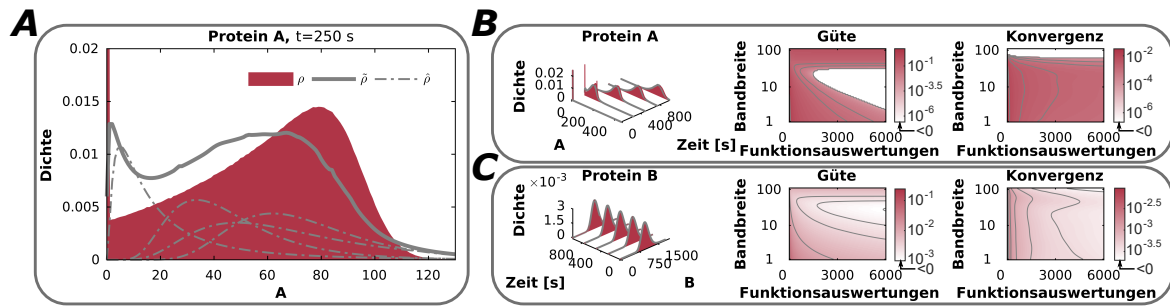 A
Protein A, t=250 s
0.02
0.015
0.01
0.005
0
Dichte
ρ ρ̃ ρ̂
0 20 40 60 80 100 120
A
B
Protein A
Dichte
0.02
0.01
0
0
200
400
0
400
800
A
Zeit [s]
Güte
Bandbreite
100
10
1
0 3000 6000
Funktionsauswertungen
10⁻¹
10⁻³·⁵
10⁻⁶
<0
Konvergenz
Bandbreite
100
10
1
0 3000 6000
Funktionsauswertungen
10⁻²
10⁻⁴
10⁻⁶
<0
C
Protein B
×10⁻³
Dichte
3
1.5
0
800
400
0
0
750
1500
Zeit [s]
B
Güte
Bandbreite
100
10
1
0 3000 6000
Funktionsauswertungen
10⁻¹
10⁻²
10⁻³
<0
Konvergenz
Bandbreite
100
10
1
0 3000 6000
Funktionsauswertungen
10⁻²·⁵
10⁻³
10⁻³·⁵
<0